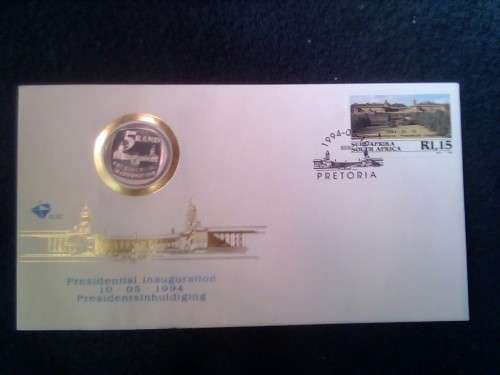 5 RAND
1994-0
PRETORIA
SUID-AFRIKA
SOUTH AFRICA R1,15
Presidential inauguration
10 - 05 - 1994
Presidentsinhuldiging